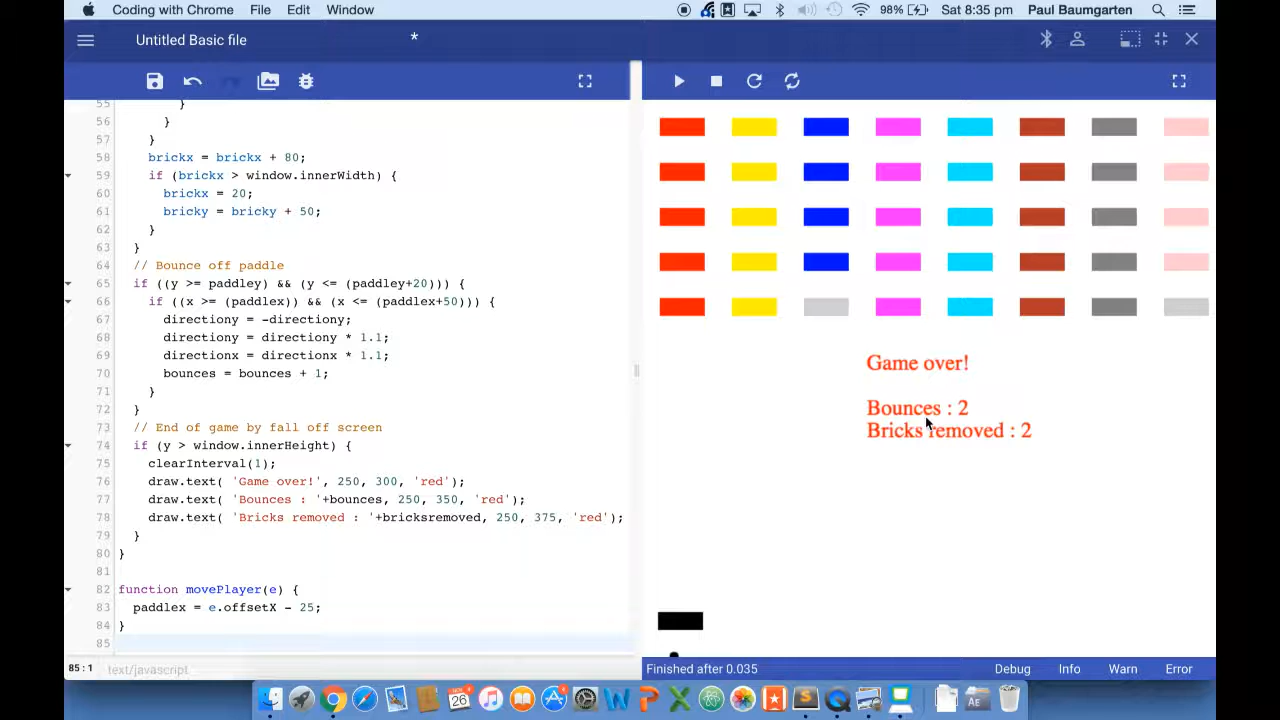 Coding with Chrome File Edit Window 98% Sat 8:35 pm Paul Baumgarten
Untitled Basic file *
55 }
56 }
57 }
58 brickx = brickx + 80;
59 if (brickx > window.innerWidth) {
60 brickx = 20;
61 bricky = bricky + 50;
62 }
63 }
64 // Bounce off paddle
65 if ((y >= paddley) && (y <= (paddley+20))) {
66 if ((x >= (paddlex)) && (x <= (paddlex+50))) {
67 directiony = -directiony;
68 directiony = directiony * 1.1;
69 directionx = directionx * 1.1;
70 bounces = bounces + 1;
71 }
72 }
73 // End of game by fall off screen
74 if (y > window.innerHeight) {
75 clearInterval(1);
76 draw.text( 'Game over!', 250, 300, 'red');
77 draw.text( 'Bounces : '+bounces, 250, 350, 'red');
78 draw.text( 'Bricks removed : '+bricksremoved, 250, 375, 'red');
79 }
80 }
81
82 function movePlayer(e) {
83 paddlex = e.offsetX - 25;
84 }
85
85 : 1 text/javascript
Game over!
Bounces : 2
Bricks removed : 2
Finished after 0.035 Debug Info Warn Error
26